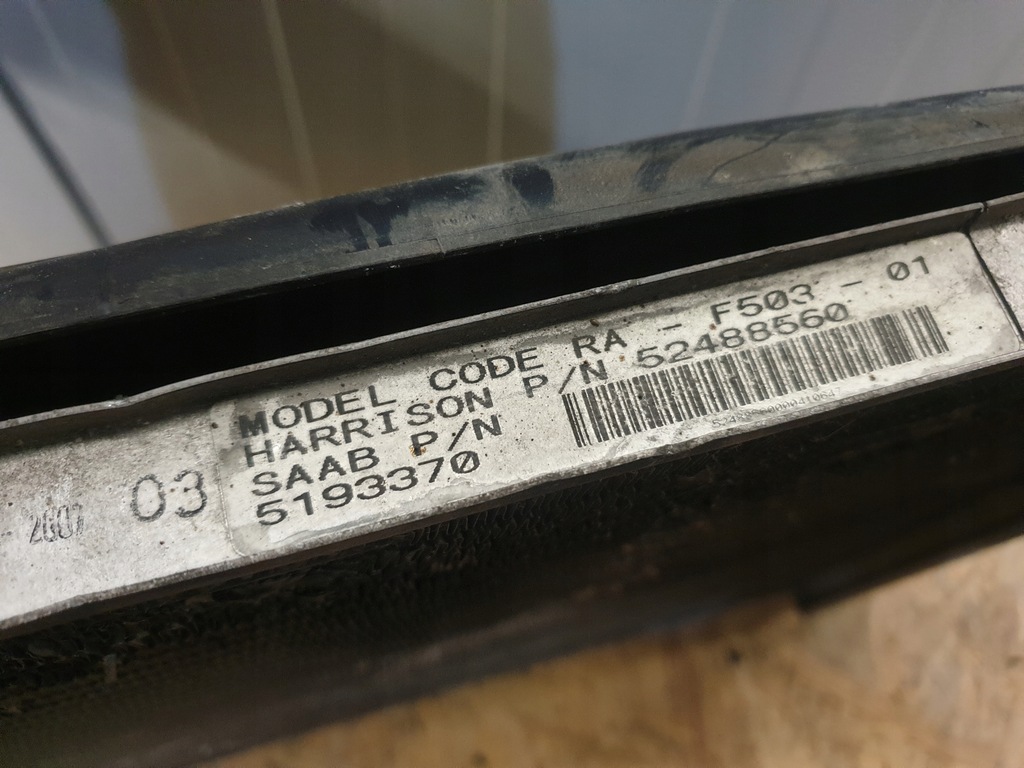 MODEL CODE RA - F503 - 01
HARRISON P/N 52488560
SAAB P/N
5193370
03